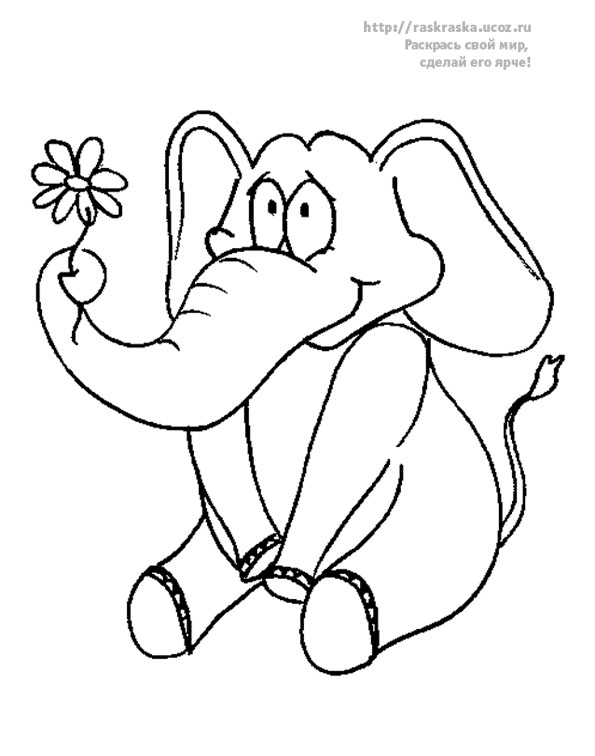 http://raskraska.ucoz.ru
Раскрась свой мир,
сделай его ярче!